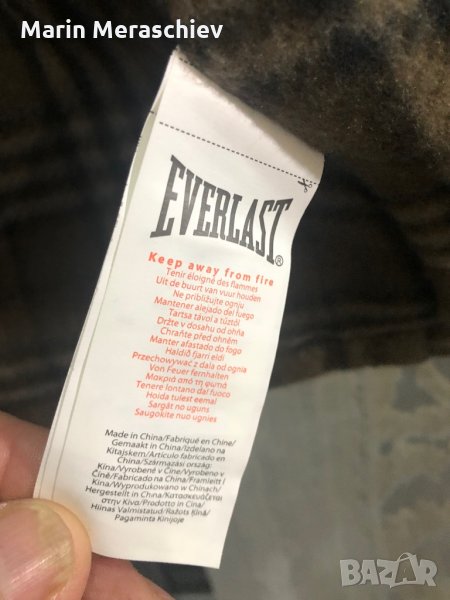 Marin Meraschiev
EVERLAST®
Keep away from fire
Tenir éloigné des flammes
Uit de buurt van vuur houden
Ne približujte ognju
Mantener alejado del fuego
Tartsa távol a tűztől
Držte v dosahu od ohňa
Chraňte před ohněm
Manter afastado do fogo
Haldið fjarri eldi
Przechowywać z dala od ognia
Von Feuer fernhalten
Μακριά από τη φωτιά
Tenere lontano dal fuoco
Hoida tulest eemal
Sargāt no uguns
Saugokite nuo ugnies
Made in China/Fabriqué en Chine/
Gemaakt in China/Izdelano na
Kitajskem/Artículo fabricado en
China/Származási ország:
Kína/Vyrobené v Číne/Vyrobeno v
Číně/Fabricado na China/Framleitt í
Kína/Wyprodukowano w Chinach/
Hergestellt in China/Κατασκευάζεται
στην Κίνα/Prodotto in Cina/
Hiinas Valmistatud/Ražots Ķīnā/
Pagaminta Kinijoje
BAZAR